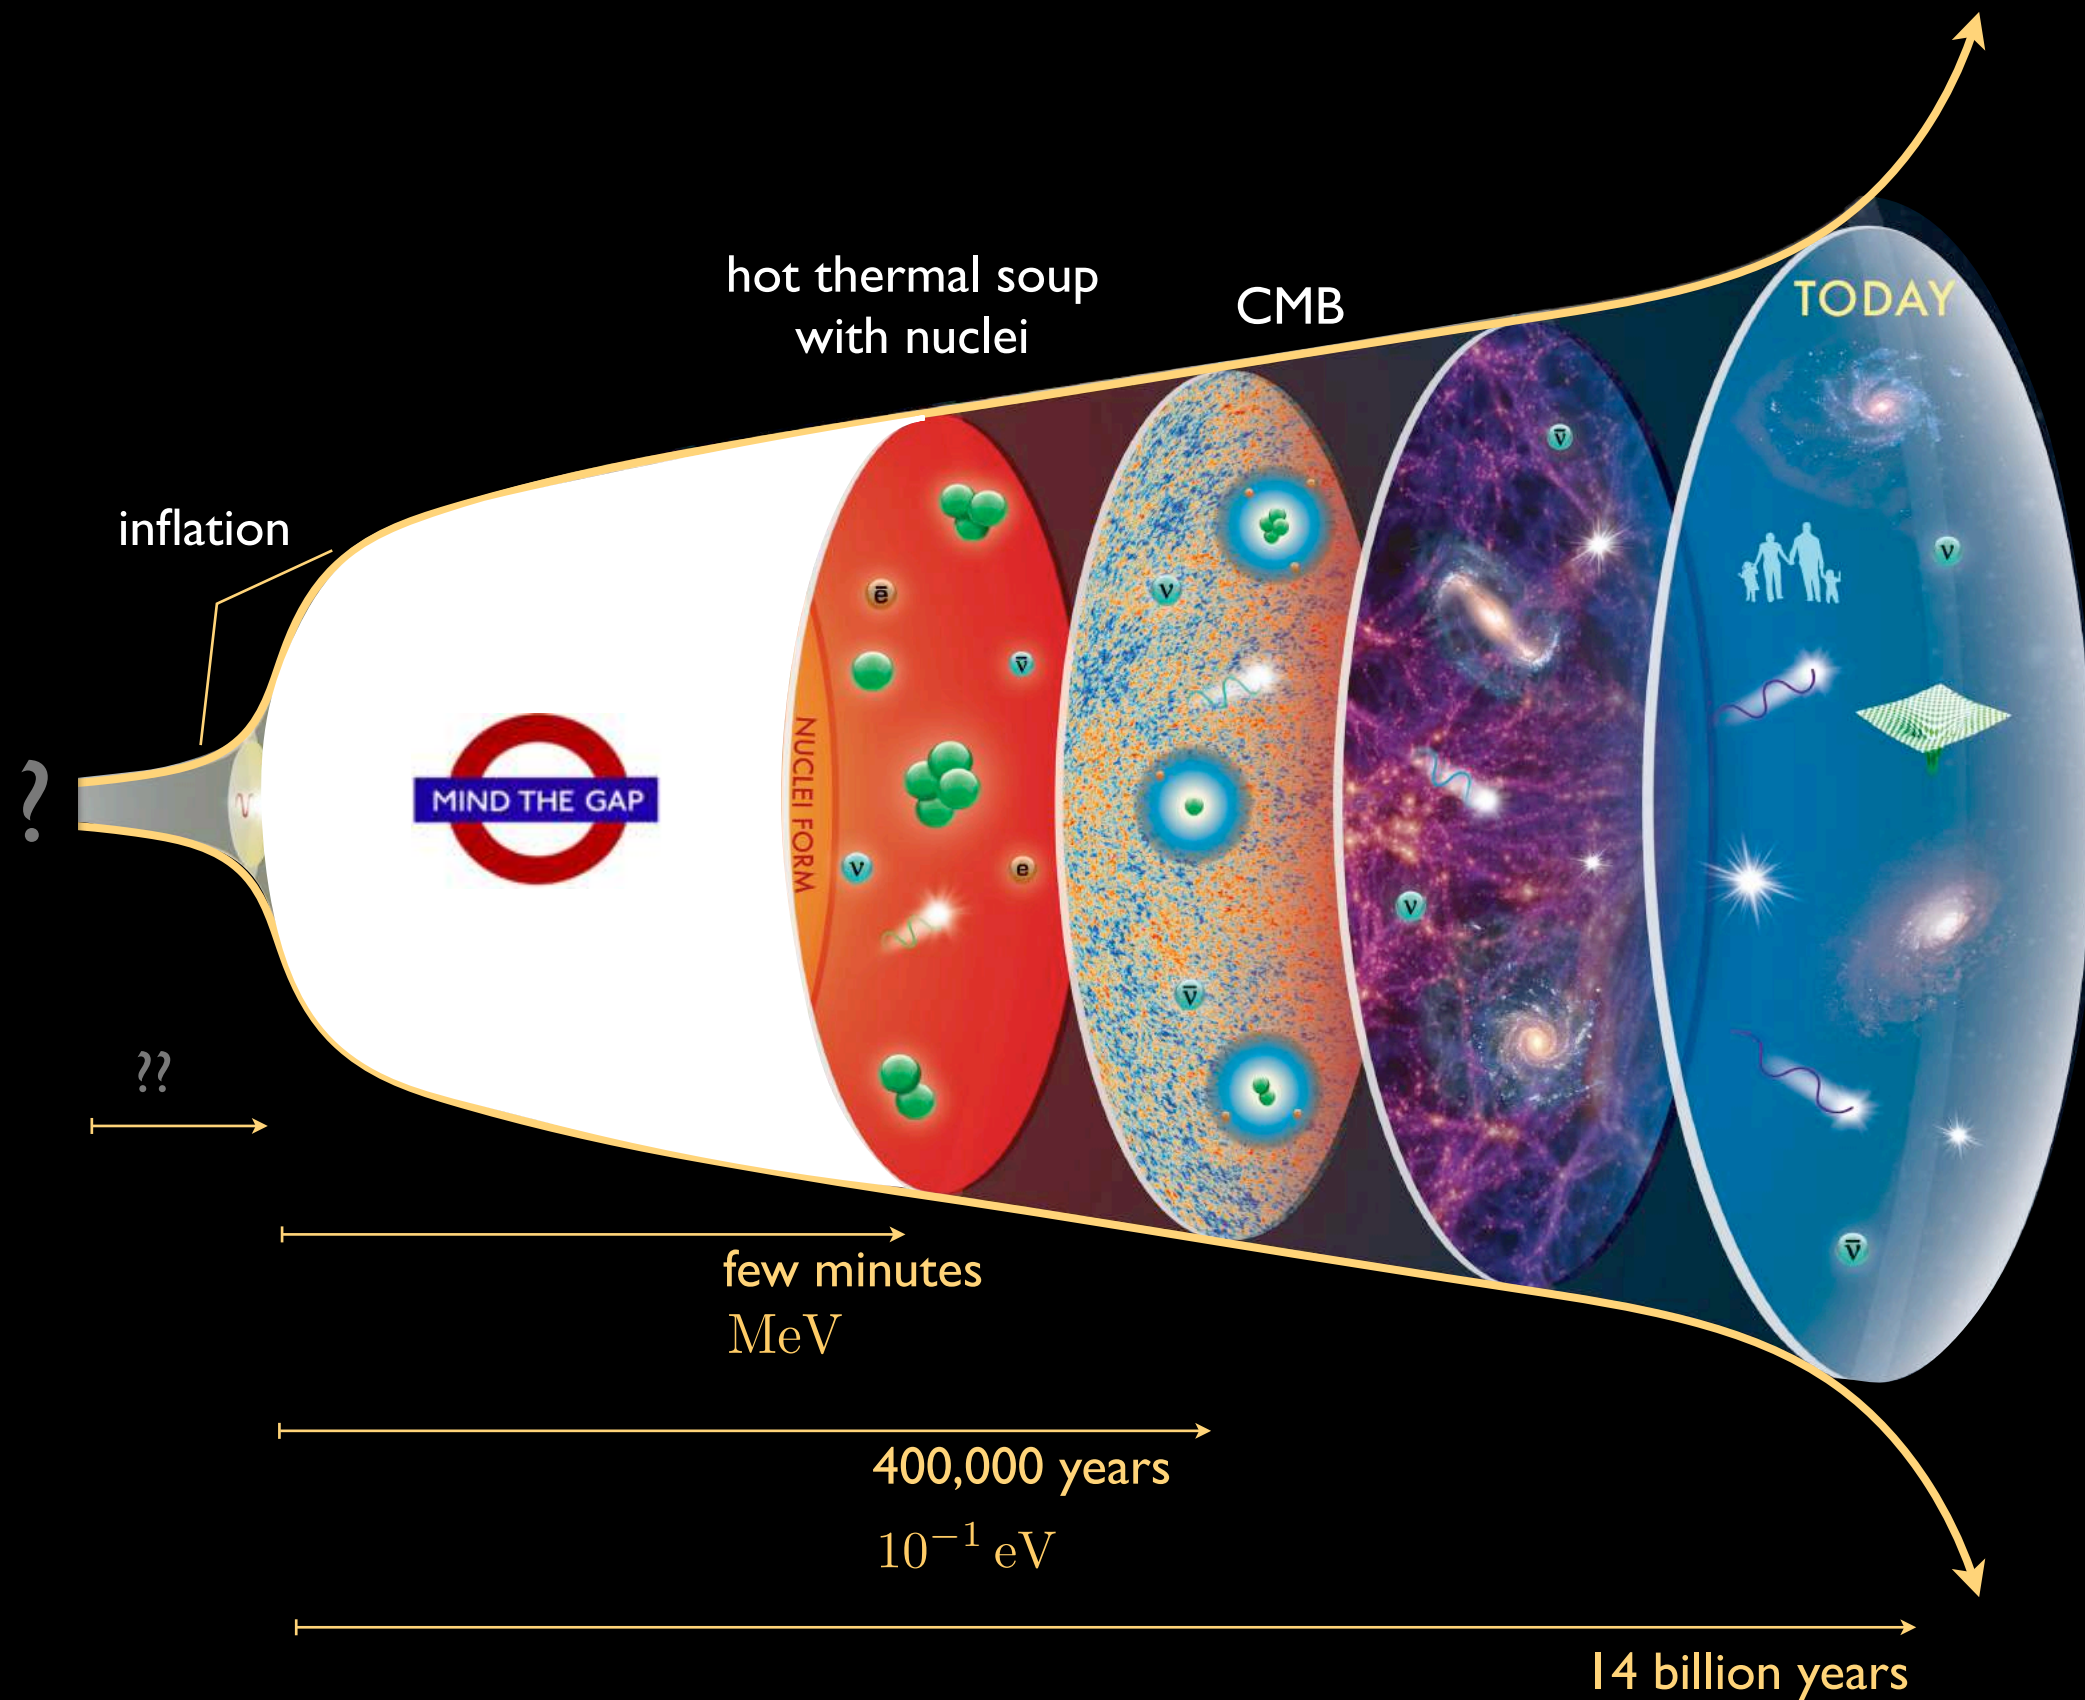 hot thermal soup
with nuclei
CMB
TODAY
inflation
?
MIND THE GAP
NUCLEI FORM
ē
ν̄
ν
e
ν
ν̄
ν̄
ν
ν
ν̄
??
few minutes
MeV
400,000 years
10⁻¹ eV
14 billion years